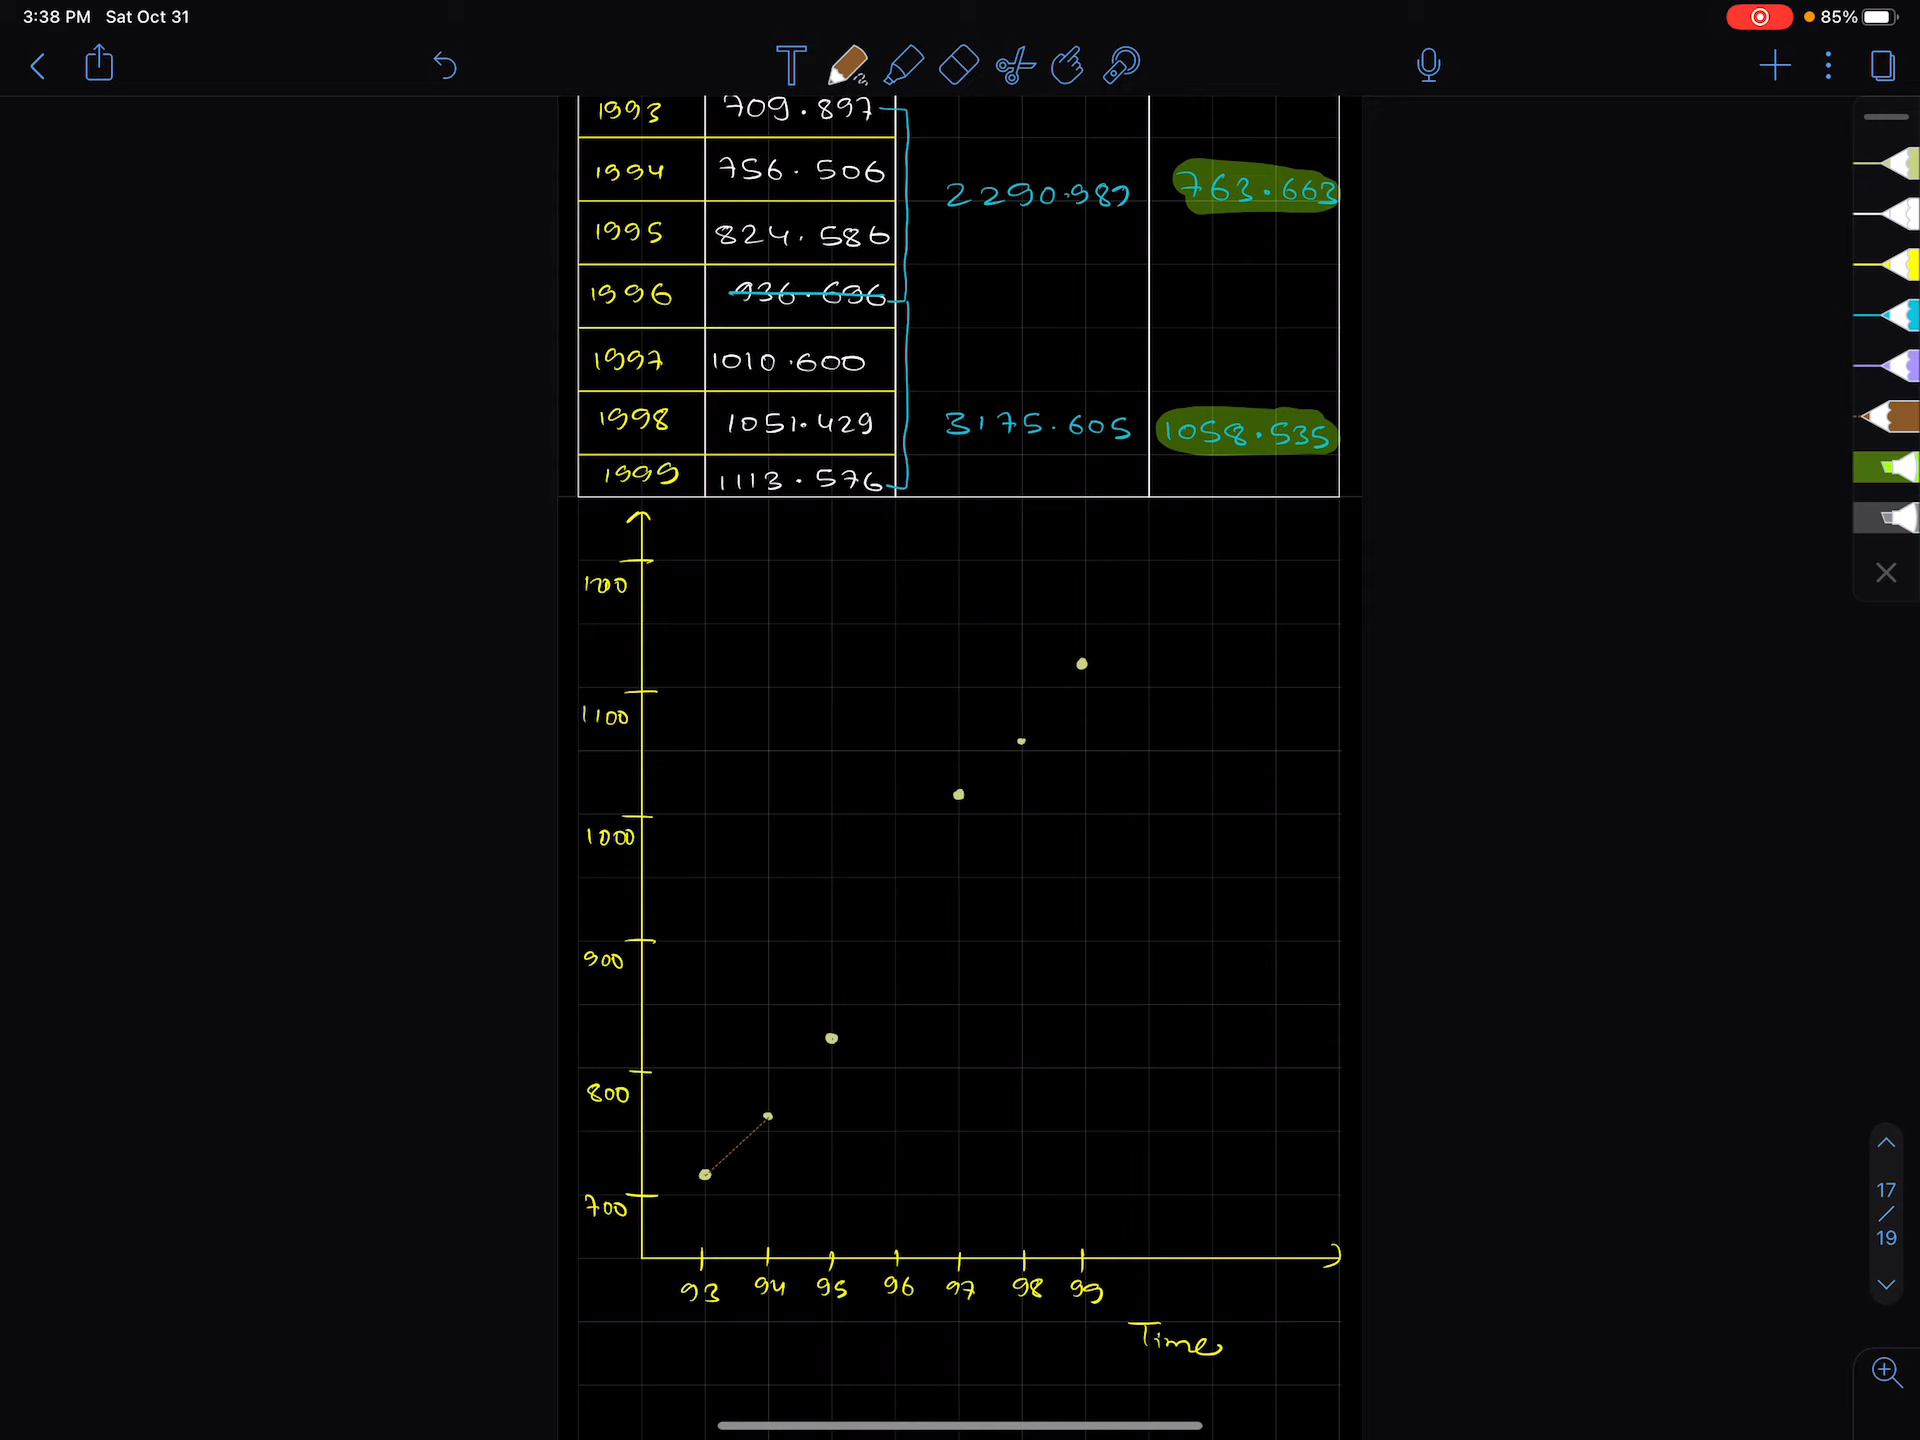 3:38 PM Sat Oct 31 85%
T
1993 709.897
1994 756.506 2290.989 763.663
1995 824.586
1996 936.696
1997 1010.600
1998 1051.429 3175.605 1058.535
1999 1113.576
1200
1100
1000
900
800
700
93 94 95 96 97 98 99
Time
17
/
19